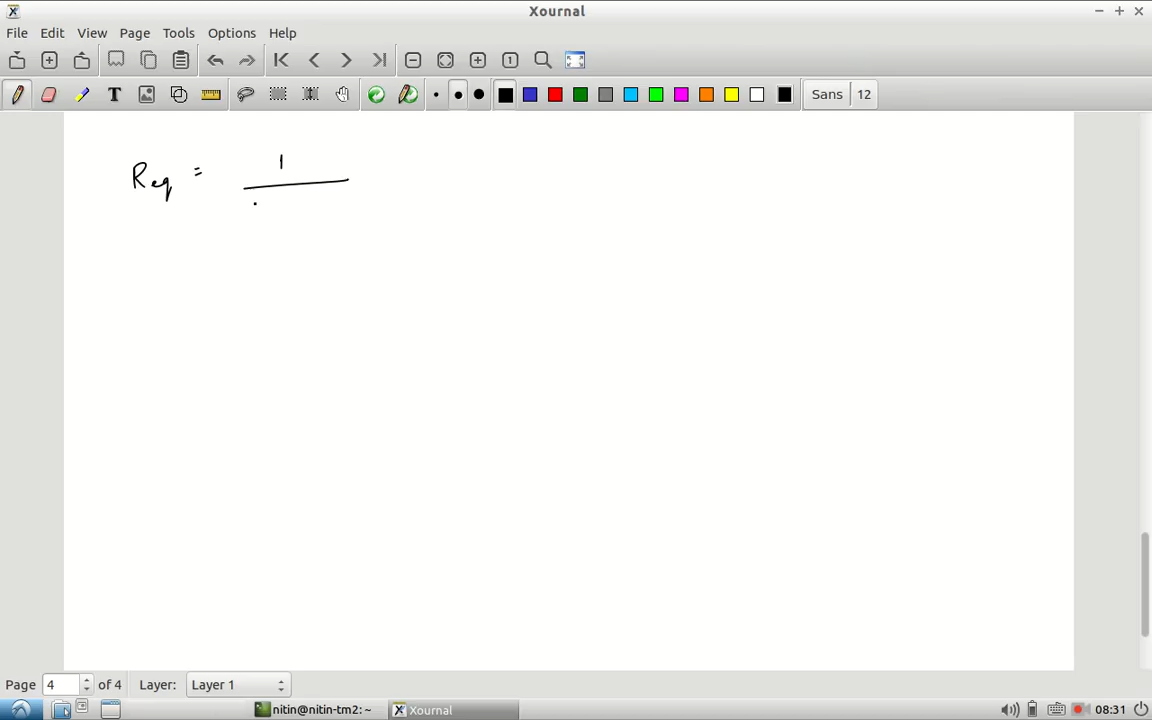 Xournal
File Edit View Page Tools Options Help
Sans 12
Req = 1
Page 4 of 4 Layer: Layer 1
nitin@nitin-tm2: ~ Xournal 08:31